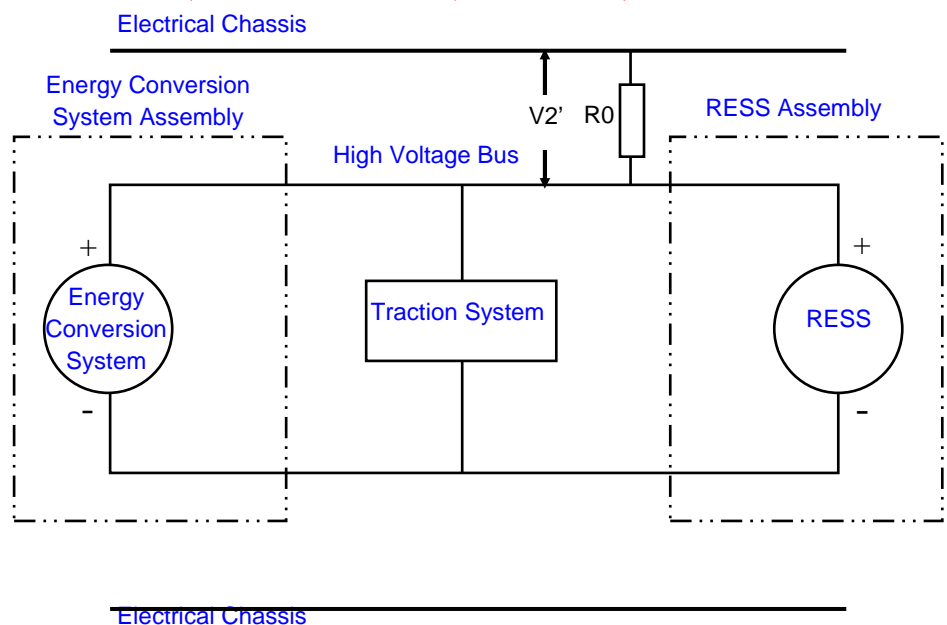 Electrical Chassis
Energy Conversion
System Assembly
V2’ R0
RESS Assembly
High Voltage Bus
+
+
Energy
Conversion
System
Traction System
RESS
-
-
Electrical Chassis